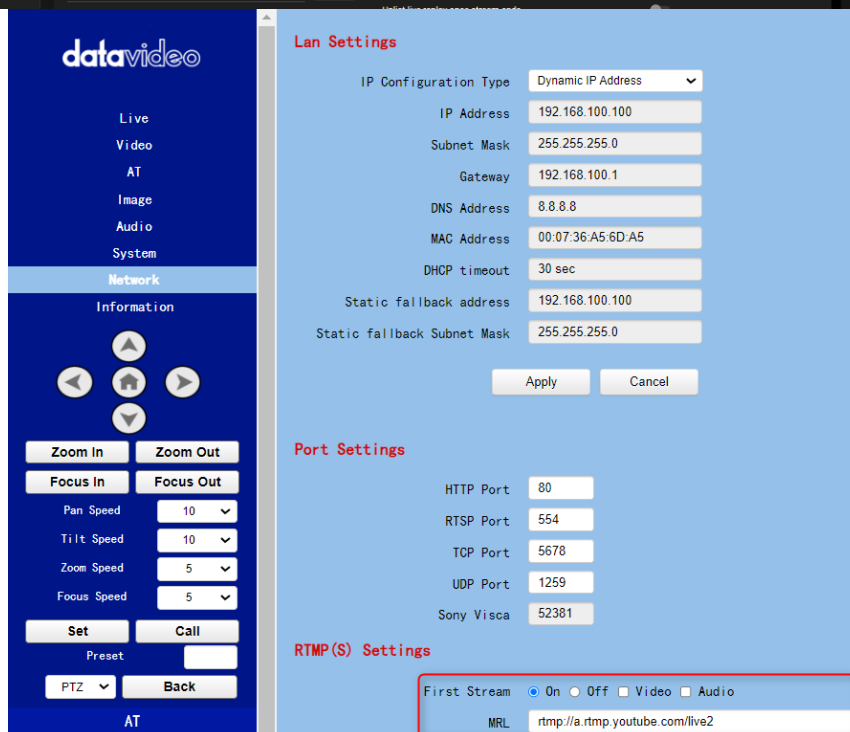 Unlist live replay once stream ends
datavideo
Live
Video
AT
Image
Audio
System
Network
Information
Zoom In Zoom Out
Focus In Focus Out
Pan Speed 10
Tilt Speed 10
Zoom Speed 5
Focus Speed 5
Set Call
Preset
PTZ Back
AT
Lan Settings
IP Configuration Type Dynamic IP Address
IP Address 192.168.100.100
Subnet Mask 255.255.255.0
Gateway 192.168.100.1
DNS Address 8.8.8.8
MAC Address 00:07:36:A5:6D:A5
DHCP timeout 30 sec
Static fallback address 192.168.100.100
Static fallback Subnet Mask 255.255.255.0
Apply Cancel
Port Settings
HTTP Port 80
RTSP Port 554
TCP Port 5678
UDP Port 1259
Sony Visca 52381
RTMP(S) Settings
First Stream On Off Video Audio
MRL rtmp://a.rtmp.youtube.com/live2